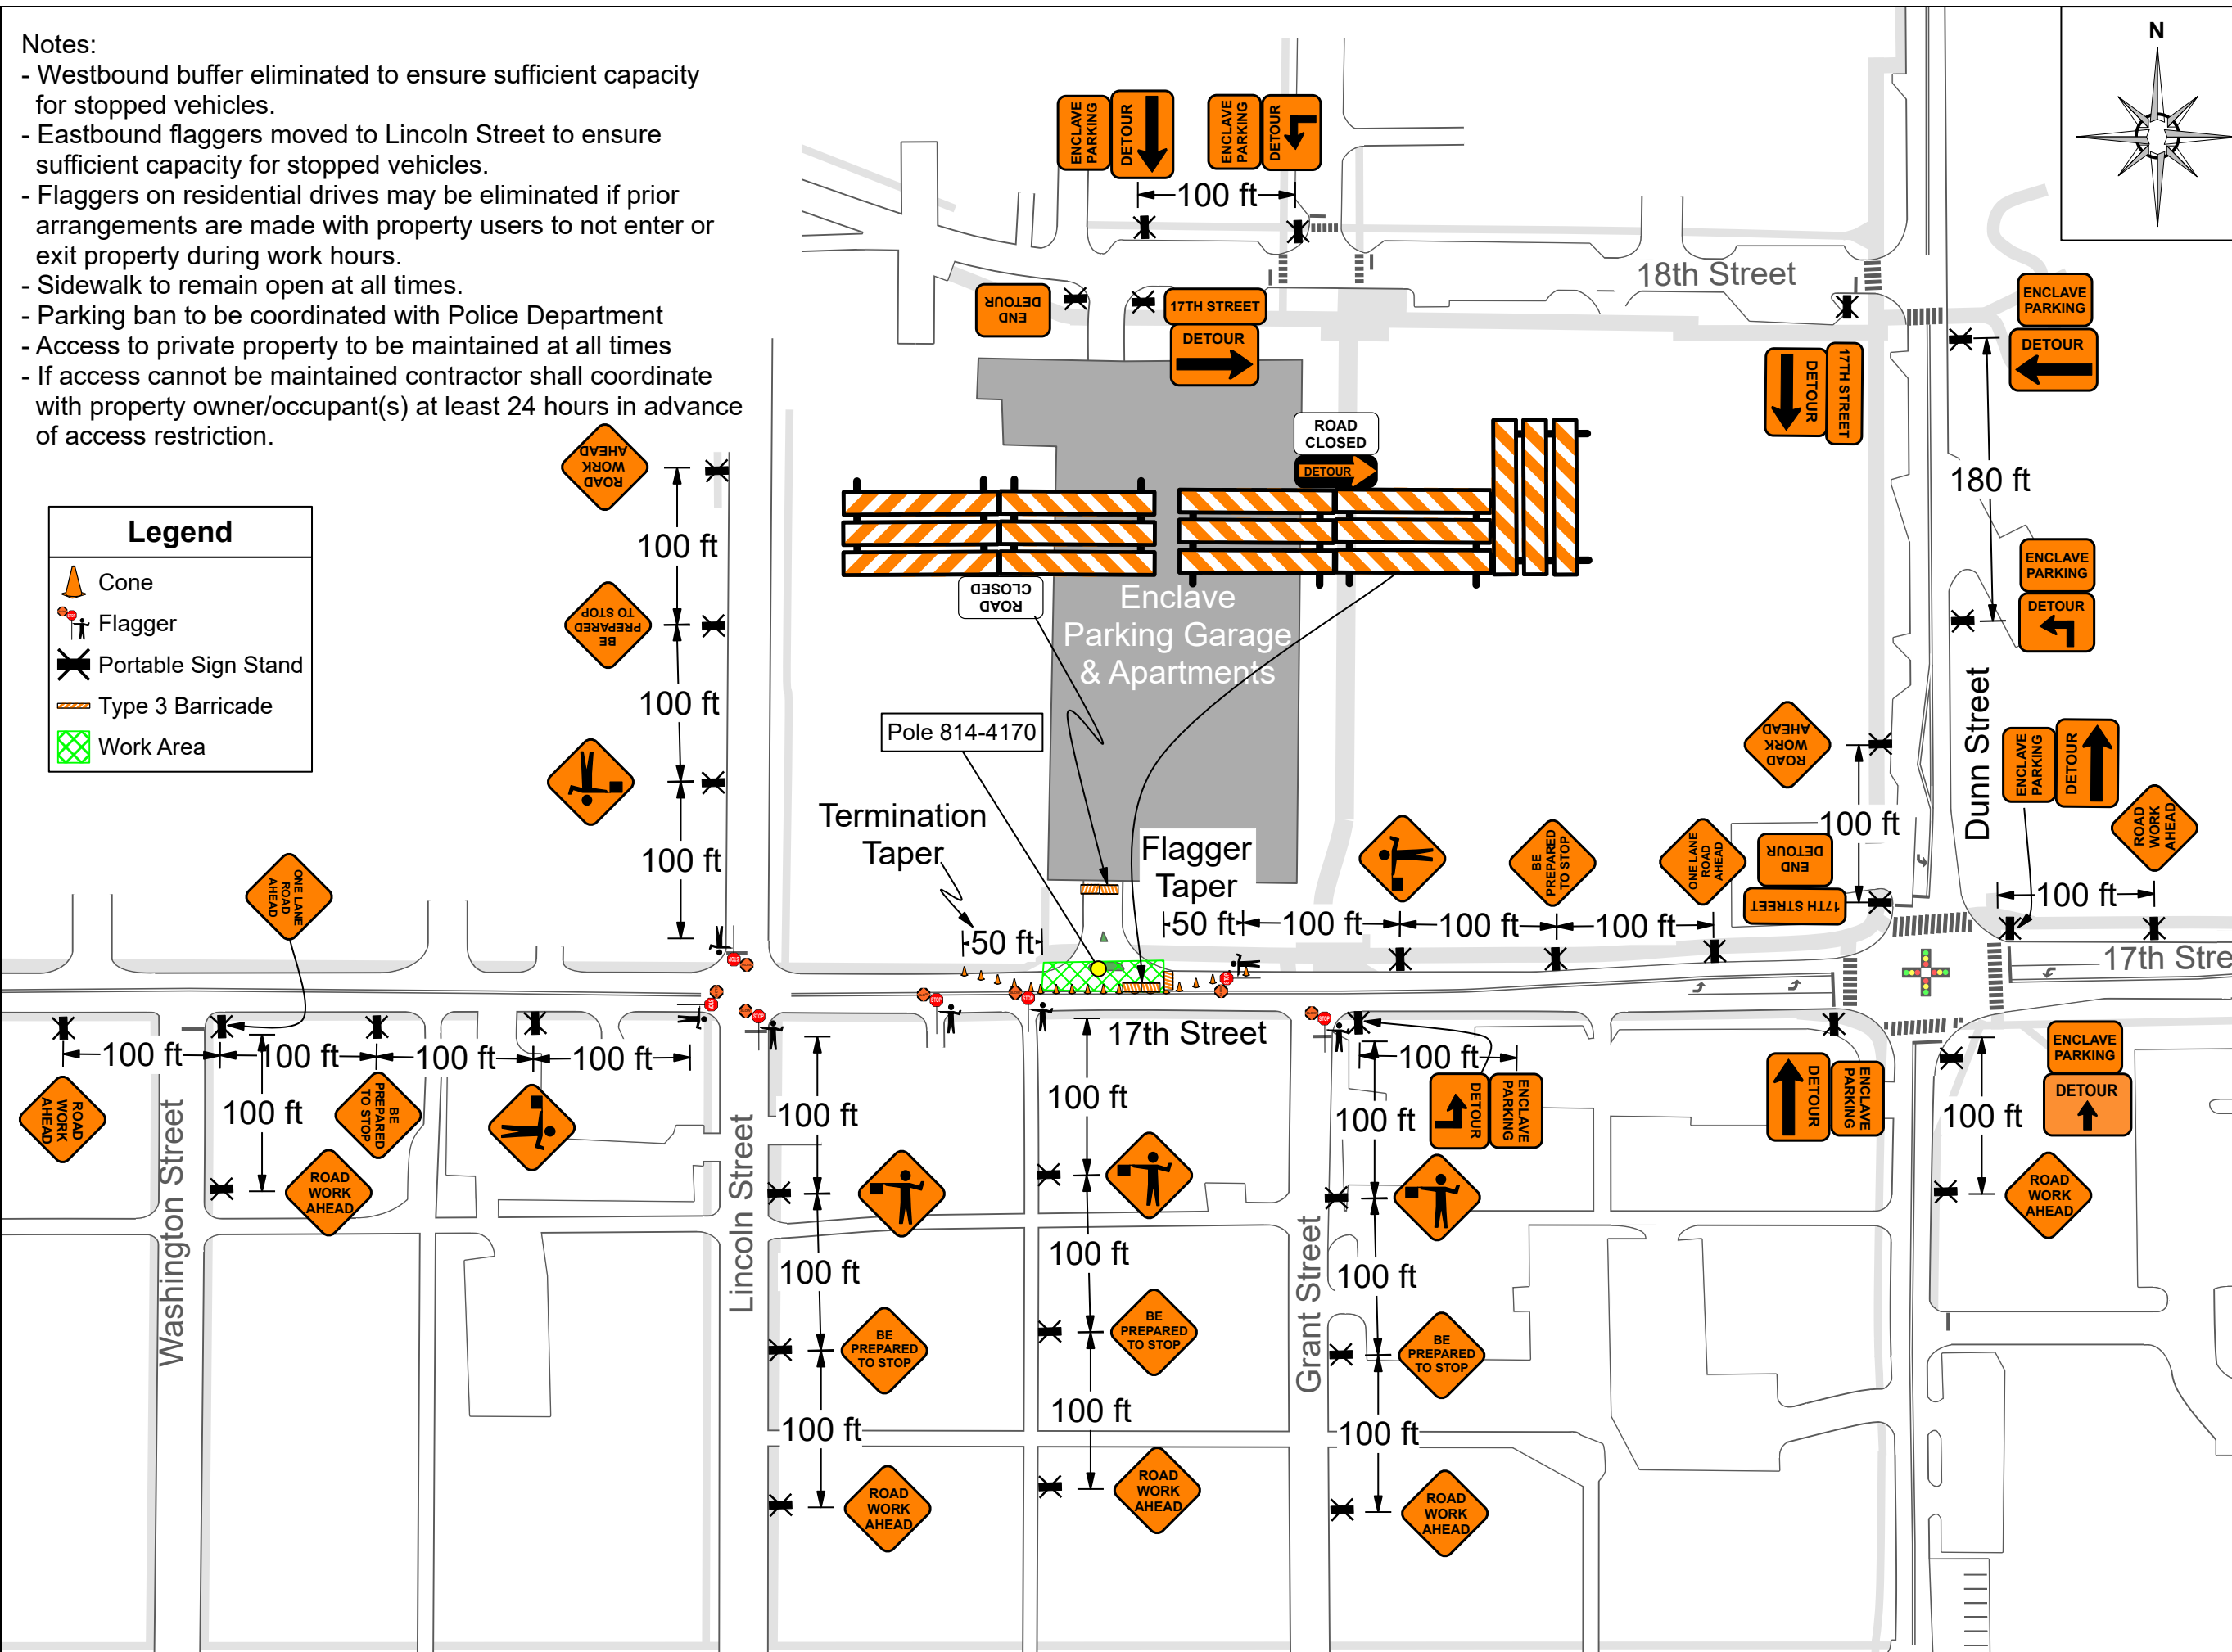 Notes:
- Westbound buffer eliminated to ensure sufficient capacity
for stopped vehicles.
- Eastbound flaggers moved to Lincoln Street to ensure
sufficient capacity for stopped vehicles.
- Flaggers on residential drives may be eliminated if prior
arrangements are made with property users to not enter or
exit property during work hours.
- Sidewalk to remain open at all times.
- Parking ban to be coordinated with Police Department
- Access to private property to be maintained at all times
- If access cannot be maintained contractor shall coordinate
with property owner/occupant(s) at least 24 hours in advance
of access restriction.
N
ENCLAVE
PARKING
DETOUR
ENCLAVE
PARKING
DETOUR
100 ft
18th Street
END
DETOUR
17TH STREET
DETOUR
ENCLAVE
PARKING
DETOUR
17TH STREET
DETOUR
180 ft
ROAD
CLOSED
DETOUR
ROAD
CLOSED
Enclave
Parking Garage
& Apartments
ROAD
WORK
AHEAD
100 ft
BE
PREPARED
TO STOP
100 ft
100 ft
Legend
Cone
Flagger
Portable Sign Stand
Type 3 Barricade
Work Area
ENCLAVE
PARKING
DETOUR
Dunn Street
Pole 814-4170
ROAD
WORK
AHEAD
100 ft
ENCLAVE
PARKING
DETOUR
ROAD
WORK
AHEAD
100 ft
Termination
Taper
50 ft
Flagger
Taper
50 ft
100 ft
100 ft
100 ft
BE
PREPARED
TO STOP
ONE LANE
ROAD
AHEAD
END
DETOUR
17TH STREET
17th Stre
ONE LANE
ROAD
AHEAD
STOP
STOP
STOP
STOP
STOP
STOP
STOP
17th Street
100 ft
100 ft
100 ft
100 ft
ROAD
WORK
AHEAD
Washington Street
100 ft
ROAD
WORK
AHEAD
BE
PREPARED
TO STOP
Lincoln Street
100 ft
100 ft
BE
PREPARED
TO STOP
100 ft
ROAD
WORK
AHEAD
100 ft
100 ft
BE
PREPARED
TO STOP
100 ft
ROAD
WORK
AHEAD
Grant Street
100 ft
100 ft
DETOUR
ENCLAVE
PARKING
100 ft
BE
PREPARED
TO STOP
100 ft
ROAD
WORK
AHEAD
DETOUR
ENCLAVE
PARKING
ENCLAVE
PARKING
DETOUR
100 ft
ROAD
WORK
AHEAD